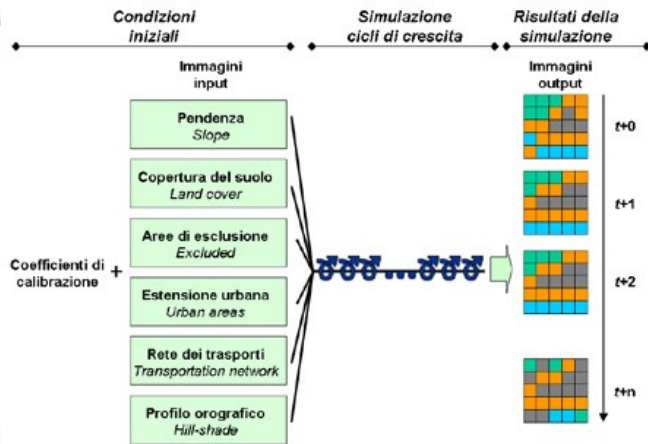 Condizioni
iniziali
Simulazione
cicli di crescita
Risultati della
simulazione
Immagini
input
Immagini
output
Pendenza
Slope
Copertura del suolo
Land cover
Aree di esclusione
Excluded
Coefficienti di
calibrazione
+
Estensione urbana
Urban areas
Rete dei trasporti
Transportation network
Profilo orografico
Hill-shade
t+0
t+1
t+2
t+n